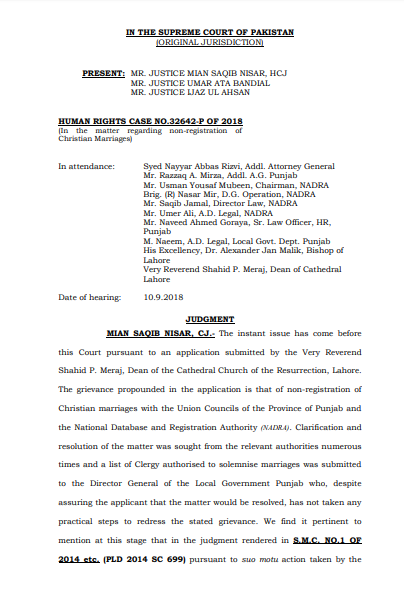 IN THE SUPREME COURT OF PAKISTAN
(ORIGINAL JURISDICTION)
PRESENT: MR. JUSTICE MIAN SAQIB NISAR, HCJ
MR. JUSTICE UMAR ATA BANDIAL
MR. JUSTICE IJAZ UL AHSAN
HUMAN RIGHTS CASE NO.32642-P OF 2018
(In the matter regarding non-registration of
Christian Marriages)
In attendance: Syed Nayyar Abbas Rizvi, Addl. Attorney General
Mr. Razzaq A. Mirza, Addl. A.G. Punjab
Mr. Usman Yousaf Mubeen, Chairman, NADRA
Brig. (R) Nasar Mir, D.G. Operation, NADRA
Mr. Saqib Jamal, Director Law, NADRA
Mr. Umer Ali, A.D. Legal, NADRA
Mr. Naveed Ahmed Goraya, Sr. Law Officer, HR,
Punjab
M. Naeem, A.D. Legal, Local Govt. Dept. Punjab
His Excellency, Dr. Alexander Jan Malik, Bishop of
Lahore
Very Reverend Shahid P. Meraj, Dean of Cathedral
Lahore
Date of hearing: 10.9.2018
JUDGMENT
MIAN SAQIB NISAR, CJ.- The instant issue has come before
this Court pursuant to an application submitted by the Very Reverend
Shahid P. Meraj, Dean of the Cathedral Church of the Resurrection, Lahore.
The grievance propounded in the application is that of non-registration of
Christian marriages with the Union Councils of the Province of Punjab and
the National Database and Registration Authority (NADRA). Clarification and
resolution of the matter was sought from the relevant authorities numerous
times and a list of Clergy authorised to solemnise marriages was submitted
to the Director General of the Local Government Punjab who, despite
assuring the applicant that the matter would be resolved, has not taken any
practical steps to redress the stated grievance. We find it pertinent to
mention at this stage that in the judgment rendered in S.M.C. NO.1 OF
2014 etc. (PLD 2014 SC 699) pursuant to suo motu action taken by the